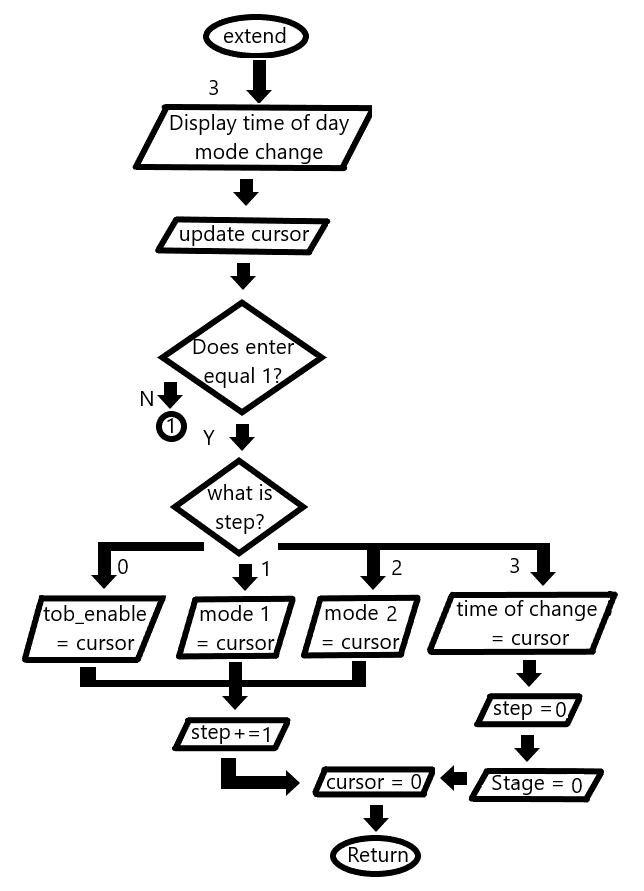 extend
3
Display time of day
mode change
update cursor
Does enter
equal 1?
N
1
Y
what is
step?
0
1
2
3
tob_enable
= cursor
mode 1
= cursor
mode 2
= cursor
time of change
= cursor
step =0
step+=1
cursor = 0
Stage = 0
Return